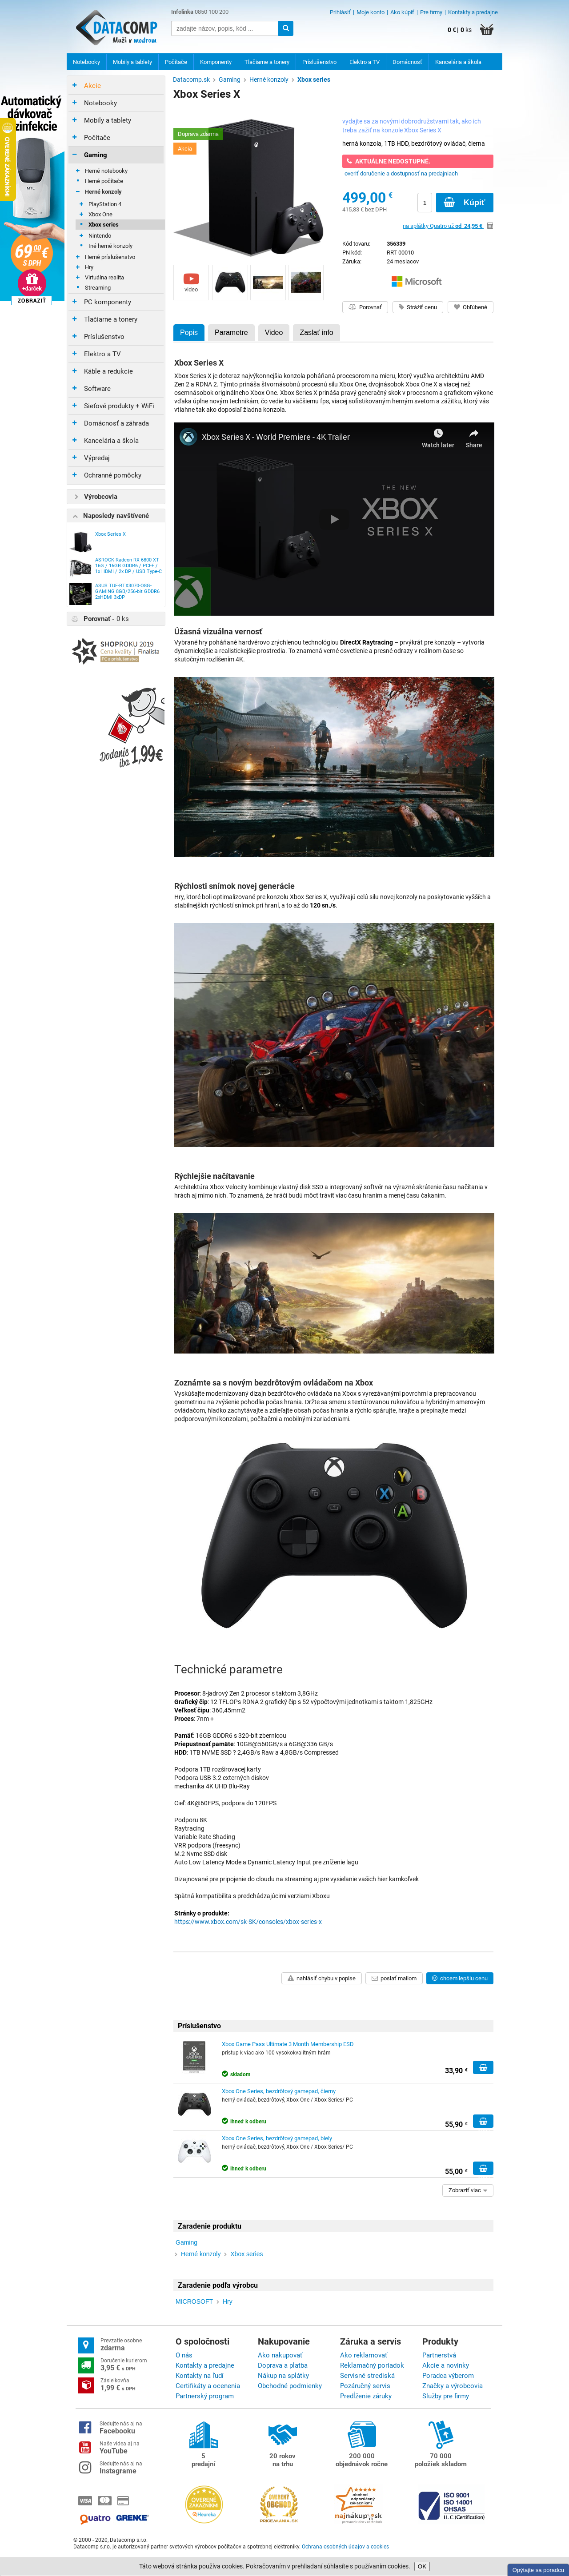 DATACOMP
Muži v modrom
Infolinka 0850 100 200
zadajte názov, popis, kód ...
Prihlásiť | Moje konto | Ako kúpiť | Pre firmy | Kontakty a predajne
0 € | 0 ks
Notebooky Mobily a tablety Počítače Komponenty Tlačiarne a tonery Príslušenstvo Elektro a TV Domácnosť Kancelária a škola
Automatický
dávkovač
dezinfekcie
OVERENÉ ZÁKAZNÍKMI
69,00 €
S DPH
+darček
ZOBRAZIŤ
Akcie
Notebooky
Mobily a tablety
Počítače
Gaming
Herné notebooky
Herné počítače
Herné konzoly
PlayStation 4
Xbox One
Xbox series
Nintendo
Iné herné konzoly
Herné príslušenstvo
Hry
Virtuálna realita
Streaming
PC komponenty
Tlačiarne a tonery
Príslušenstvo
Elektro a TV
Káble a redukcie
Software
Sieťové produkty + WiFi
Domácnosť a záhrada
Kancelária a škola
Výpredaj
Ochranné pomôcky
Výrobcovia
Naposledy navštívené
Xbox Series X
ASROCK Radeon RX 6800 XT 16G / 16GB GDDR6 / PCI-E / 1x HDMI / 2x DP / USB Type-C
ASUS TUF-RTX3070-O8G-GAMING 8GB/256-bit GDDR6 2xHDMI 3xDP
Porovnať - 0 ks
SHOPROKU 2019
Cena kvality | Finalista
PC a príslušenstvo
Dodanie iba 1,99€
Datacomp.sk › Gaming › Herné konzoly › Xbox series
Xbox Series X
Doprava zdarma
Akcia
video
vydajte sa za novými dobrodružstvami tak, ako ich treba zažiť na konzole Xbox Series X
herná konzola, 1TB HDD, bezdrôtový ovládač, čierna
AKTUÁLNE NEDOSTUPNÉ.
overiť doručenie a dostupnosť na predajniach
499,00 €
415,83 € bez DPH
1
Kúpiť
na splátky Quatro už od 24,95 €
Kód tovaru: 356339
PN kód: RRT-00010
Záruka: 24 mesiacov
Microsoft
Porovnať Strážiť cenu Obľúbené
Popis Parametre Video Zaslať info
Xbox Series X
Xbox Series X je doteraz najvýkonnejšia konzola poháňaná procesorom na mieru, ktorý využíva architektúru AMD Zen 2 a RDNA 2. Týmto prináša štvornásobnú procesorú silu Xbox One, dvojnásobok Xbox One X a viacej než osemnásobok originálneho Xbox One. Xbox Series X prináša pravý generačný skok v procesnom a grafickom výkone vďaka úplne novým technikám, čo vedie ku väčšiemu fps, viacej sofistikovaným herným svetom a zážitku, ktorý vás vtiahne tak doposiaľ žiadna konzola.
Xbox Series X - World Premiere - 4K Trailer
Watch later Share
THE NEW
XBOX
SERIES X
Úžasná vizuálna vernosť
Vybrané hry poháňané hardvérovo zrýchlenou technológiou DirectX Raytracing – prvýkrát pre konzoly – vytvoria dynamickejšie a realistickejšie prostredia. To znamená verné osvetlenie a presné odrazy v reálnom čase so skutočným rozlíšením 4K.
Rýchlosti snímok novej generácie
Hry, ktoré boli optimalizované pre konzolu Xbox Series X, využívajú celú silu novej konzoly na poskytovanie vyšších a stabilnejších rýchlostí snímok pri hraní, a to až do 120 sn./s.
Rýchlejšie načítavanie
Architektúra Xbox Velocity kombinuje vlastný disk SSD a integrovaný softvér na výrazné skrátenie času načítania v hrách aj mimo nich. To znamená, že hráči budú môcť tráviť viac času hraním a menej času čakaním.
Zoznámte sa s novým bezdrôtovým ovládačom na Xbox
Vyskúšajte modernizovaný dizajn bezdrôtového ovládača na Xbox s vyrezávanými povrchmi a prepracovanou geometriou na zvýšenie pohodlia počas hrania. Držte sa smeru s textúrovanou rukoväťou a hybridným smerovým ovládačom, hladko zachytávajte a zdieľajte obsah počas hrania a rýchlo spárujte, hrajte a prepínajte medzi podporovanými konzolami, počítačmi a mobilnými zariadeniami.
Technické parametre
Procesor: 8-jadrový Zen 2 procesor s taktom 3,8GHz
Grafický čip: 12 TFLOPs RDNA 2 grafický čip s 52 výpočtovými jednotkami s taktom 1,825GHz
Veľkosť čipu: 360,45mm2
Proces: 7nm +
Pamäť: 16GB GDDR6 s 320-bit zbernicou
Priepustnosť pamäte: 10GB@560GB/s a 6GB@336 GB/s
HDD: 1TB NVME SSD ? 2,4GB/s Raw a 4,8GB/s Compressed
Podpora 1TB rozširovacej karty
Podpora USB 3.2 externých diskov
mechanika 4K UHD Blu-Ray
Cieľ: 4K@60FPS, podpora do 120FPS
Podporu 8K
Raytracing
Variable Rate Shading
VRR podpora (freesync)
M.2 Nvme SSD disk
Auto Low Latency Mode a Dynamic Latency Input pre zníženie lagu
Dizajnované pre pripojenie do cloudu na streaming aj pre vysielanie vašich hier kamkoľvek
Spätná kompatibilita s predchádzajúcimi verziami Xboxu
Stránky o produkte:
https://www.xbox.com/sk-SK/consoles/xbox-series-x
nahlásiť chybu v popise poslať mailom chcem lepšiu cenu
Príslušenstvo
Xbox Game Pass Ultimate 3 Month Membership ESD
prístup k viac ako 100 vysokokvalitným hrám
skladom
33,90 €
Xbox One Series, bezdrôtový gamepad, čierny
herný ovládač, bezdrôtový, Xbox One / Xbox Series/ PC
ihneď k odberu
55,90 €
Xbox One Series, bezdrôtový gamepad, biely
herný ovládač, bezdrôtový, Xbox One / Xbox Series/ PC
ihneď k odberu
55,00 €
Zobraziť viac
Zaradenie produktu
Gaming
› Herné konzoly › Xbox series
Zaradenie podľa výrobcu
MICROSOFT › Hry
Prevzatie osobne
zdarma
Doručenie kuriérom
3,95 € s DPH
Zásielkovňa
1,99 € s DPH
O spoločnosti
O nás
Kontakty a predajne
Kontakty na ľudí
Certifikáty a ocenenia
Partnerský program
Nakupovanie
Ako nakupovať
Doprava a platba
Nákup na splátky
Obchodné podmienky
Záruka a servis
Ako reklamovať
Reklamačný poriadok
Servisné strediská
Pozáručný servis
Predĺženie záruky
Produkty
Partnerstvá
Akcie a novinky
Poradca výberom
Značky a výrobcovia
Služby pre firmy
Sledujte nás aj na
Facebooku
Naše videa aj na
YouTube
Sledujte nás aj na
Instagrame
5
predajní
20 rokov
na trhu
200 000
objednávok ročne
70 000
položiek skladom
VISA
quatro GRENKE
OVERENÉ ZÁKAZNÍKMI
Heureka
OVERENÝ OBCHOD
PRICEMANIA.SK
najnakup.sk
ISO 9001
ISO 14001
OHSAS
LL-C (Certification)
© 2000 - 2020, Datacomp s.r.o.
Datacomp s.r.o. je autorizovaný partner svetových výrobcov počítačov a spotrebnej elektroniky. Ochrana osobných údajov a cookies
Táto webová stránka používa cookies. Pokračovaním v prehliadaní súhlasíte s používaním cookies. OK
Opýtajte sa poradcu